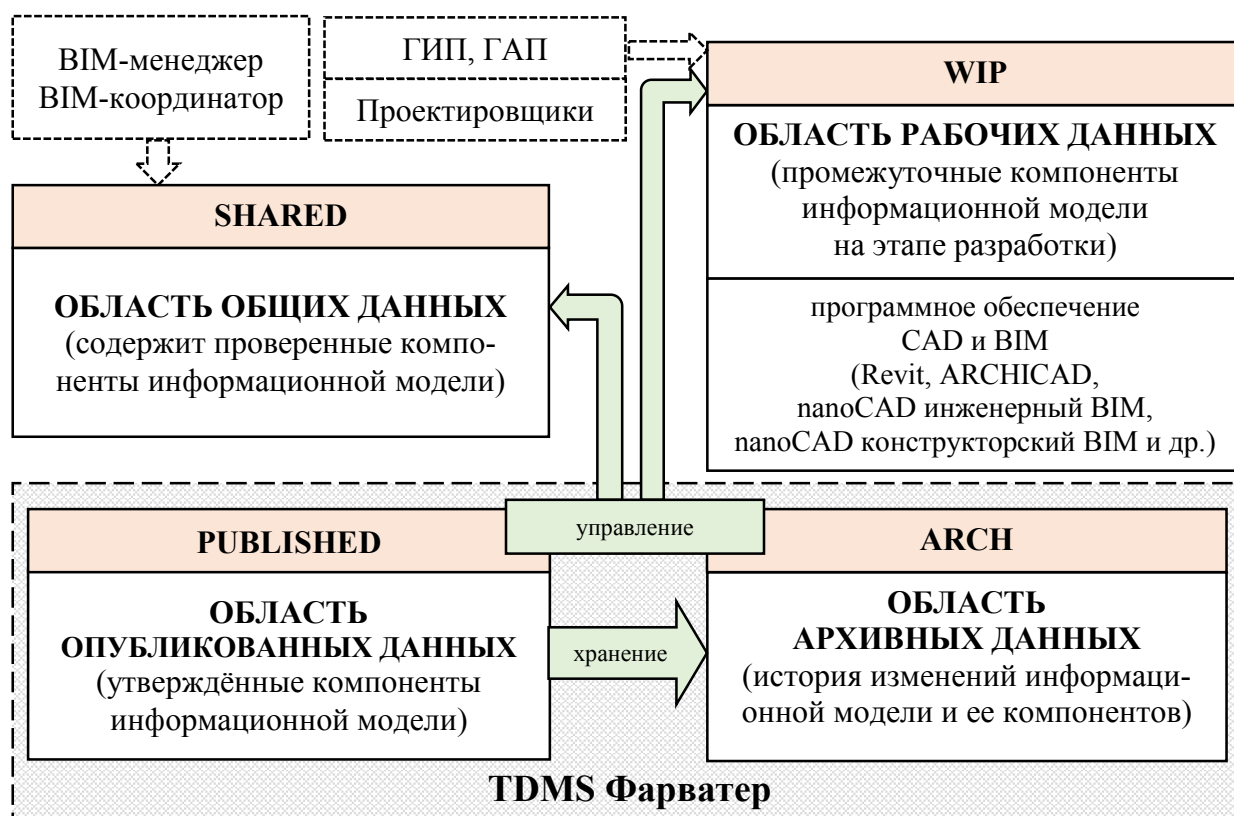 BIM-менеджер
BIM-координатор
ГИП, ГАП
Проектировщики
WIP
ОБЛАСТЬ РАБОЧИХ ДАННЫХ
(промежуточные компоненты
информационной модели
на этапе разработки)
программное обеспечение
CAD и BIM
(Revit, ARCHICAD,
nanoCAD инженерный BIM,
nanoCAD конструкторский BIM и др.)
SHARED
ОБЛАСТЬ ОБЩИХ ДАННЫХ
(содержит проверенные компо-
ненты информационной модели)
управление
PUBLISHED
ОБЛАСТЬ
ОПУБЛИКОВАННЫХ ДАННЫХ
(утверждённые компоненты
информационной модели)
хранение
ARCH
ОБЛАСТЬ
АРХИВНЫХ ДАННЫХ
(история изменений информаци-
онной модели и ее компонентов)
TDMS Фарватер